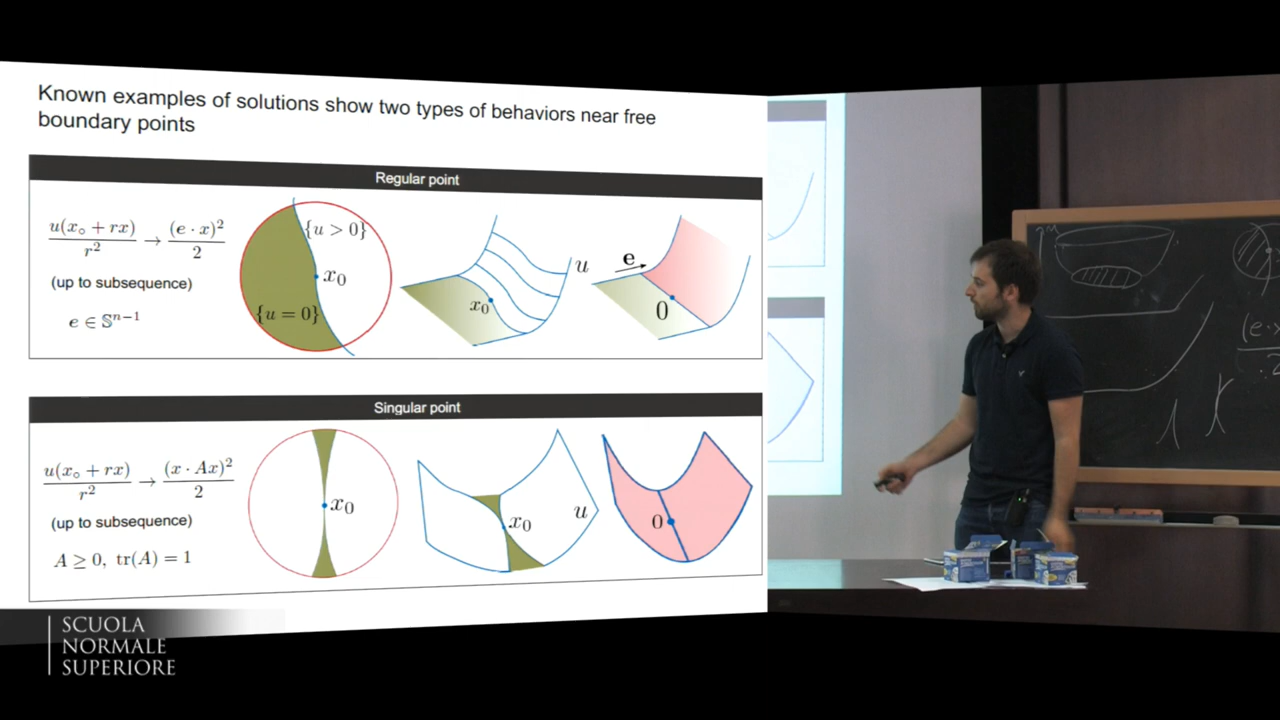 Known examples of solutions show two types of behaviors near free
boundary points
Regular point
u(x∘ + rx) / r² → (e · x)² / 2
(up to subsequence)
e ∈ 𝕊ⁿ⁻¹
{u > 0}
x₀
{u = 0}
x₀
u
e
0
Singular point
u(x∘ + rx) / r² → (x · Ax)² / 2
(up to subsequence)
A ≥ 0, tr(A) = 1
x₀
x₀
u
0
SCUOLA
NORMALE
SUPERIORE